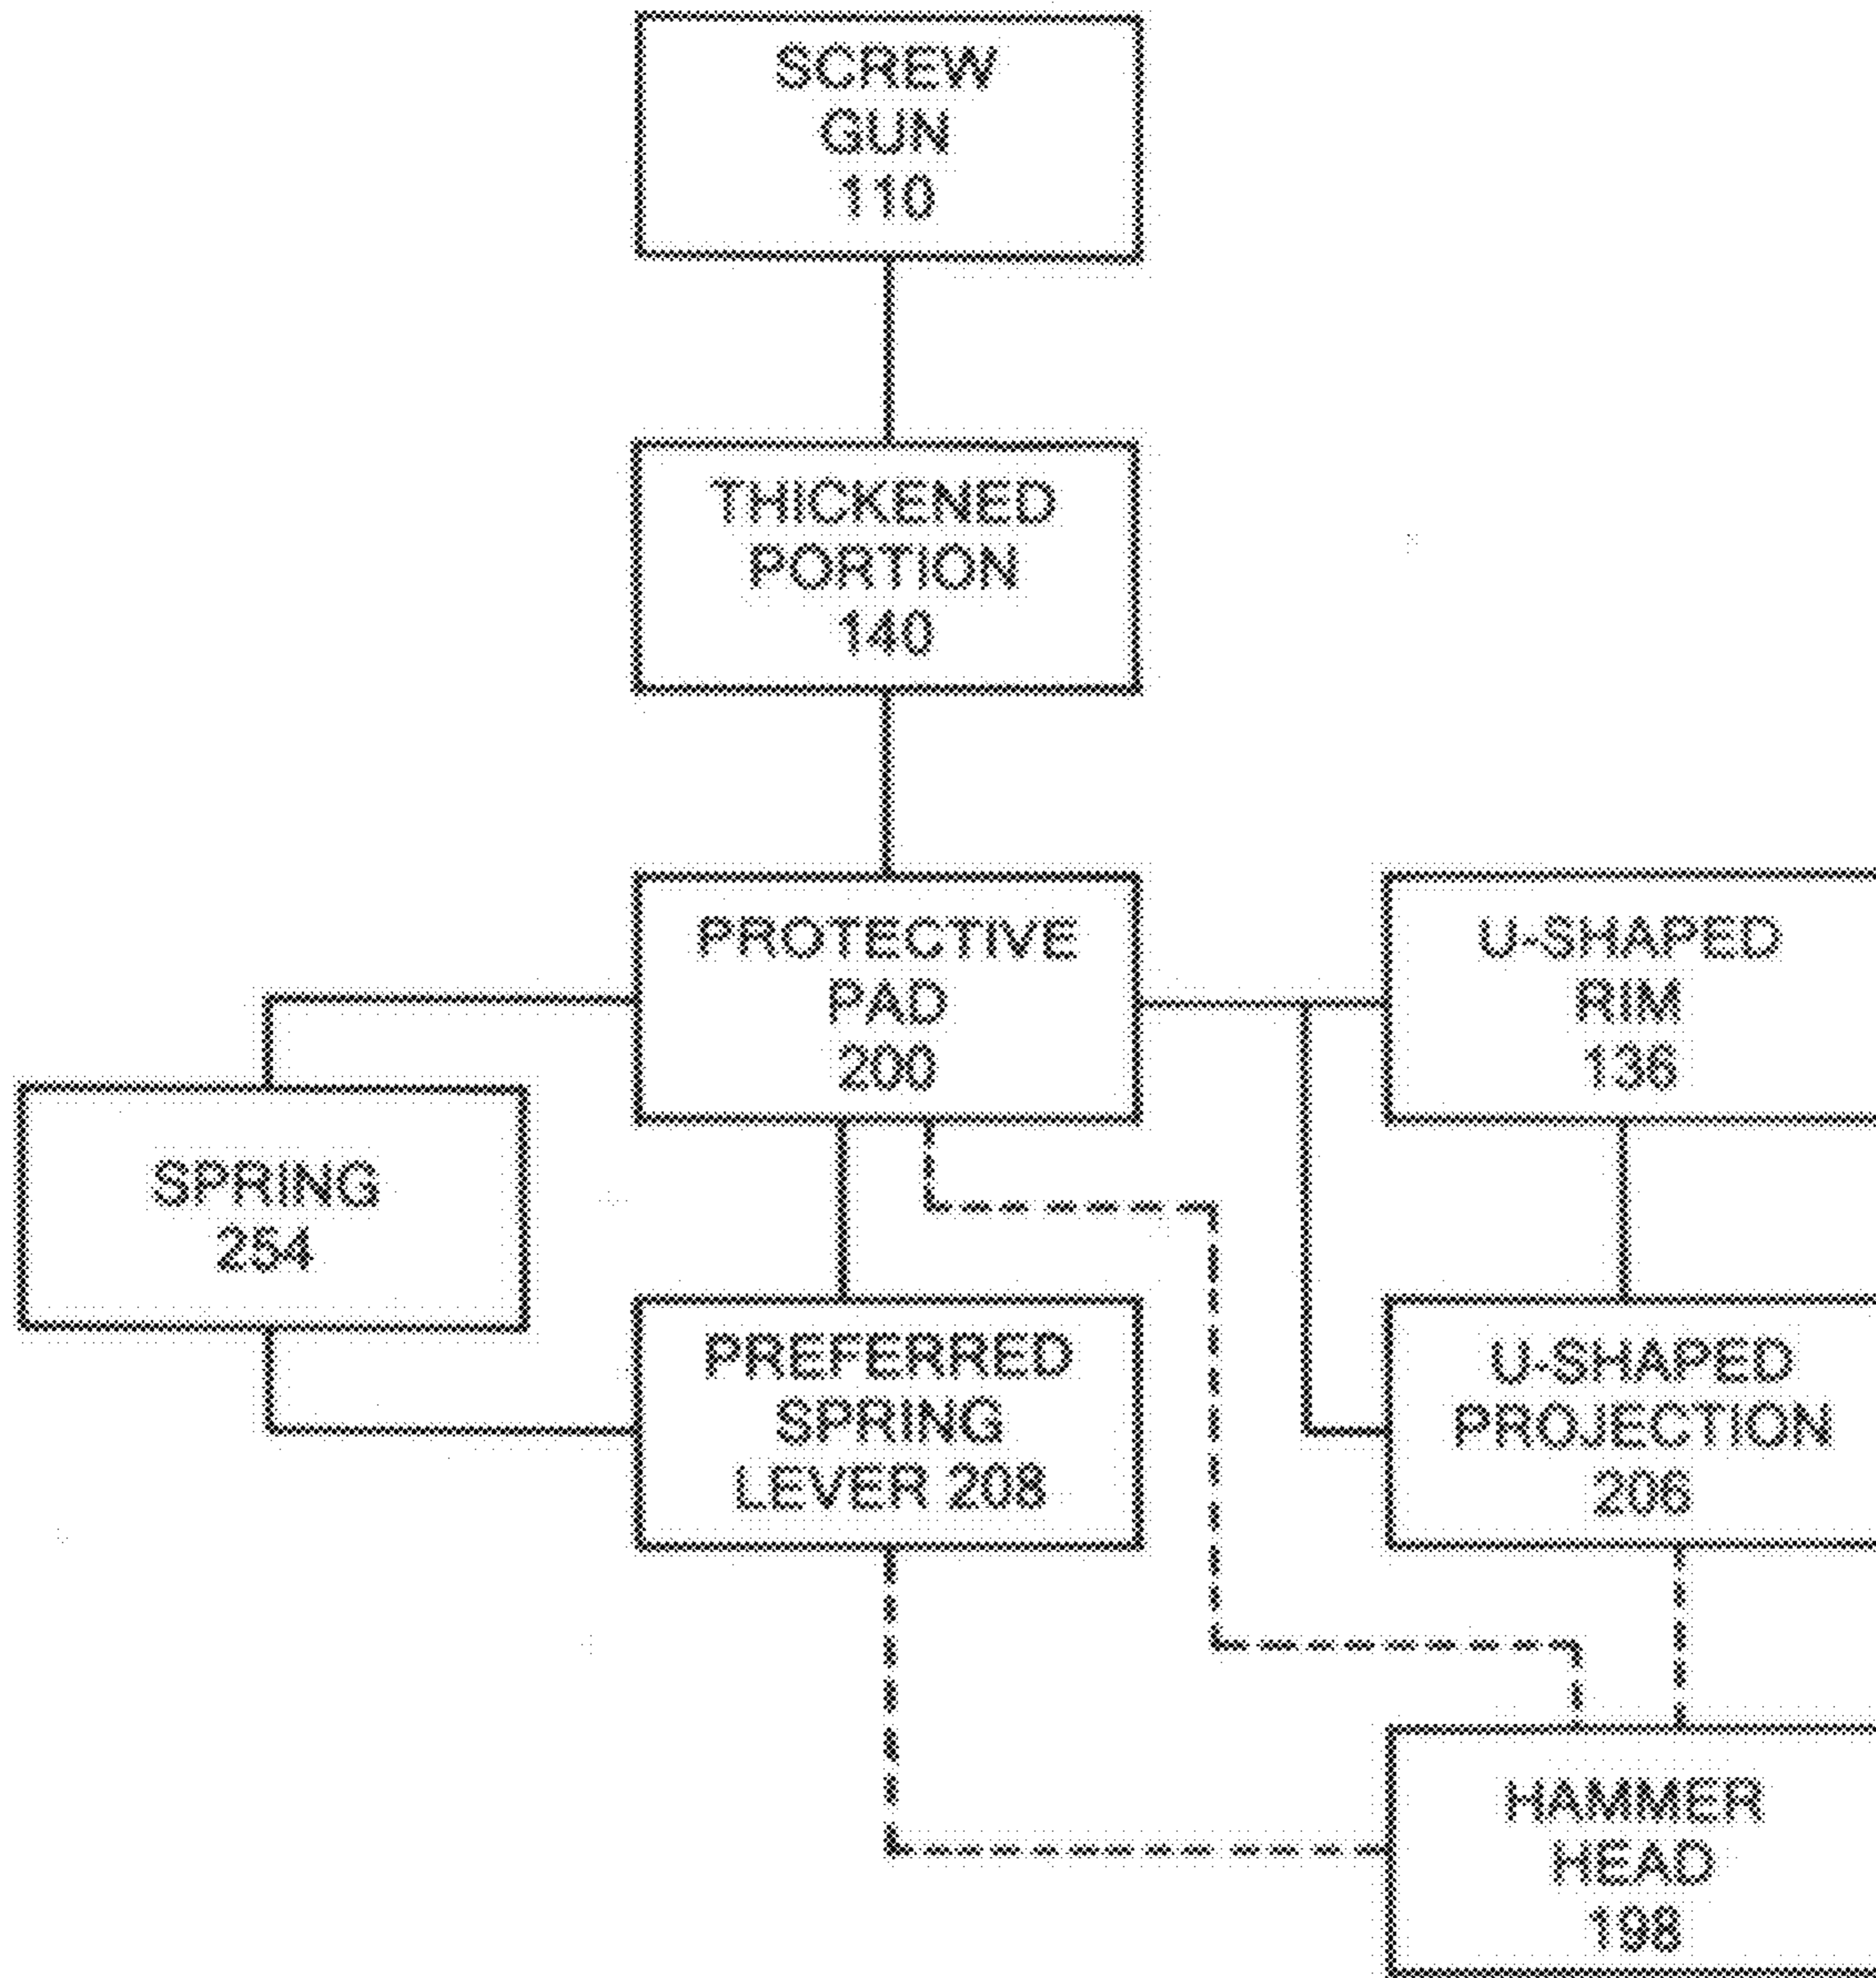 SCREW
GUN
110
THICKENED
PORTION
140
PROTECTIVE
PAD
200
U-SHAPED
RIM
136
SPRING
254
PREFERRED
SPRING
LEVER 208
U-SHAPED
PROJECTION
206
HAMMER
HEAD
198